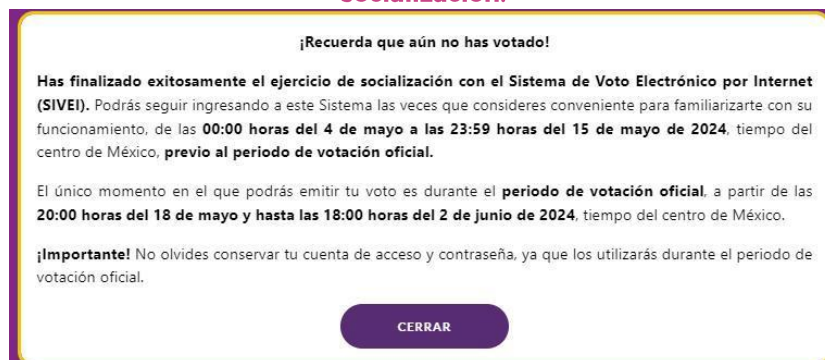 socialización.
¡Recuerda que aún no has votado!
Has finalizado exitosamente el ejercicio de socialización con el Sistema de Voto Electrónico por Internet
(SIVEI). Podrás seguir ingresando a este Sistema las veces que consideres conveniente para familiarizarte con su
funcionamiento, de las 00:00 horas del 4 de mayo a las 23:59 horas del 15 de mayo de 2024, tiempo del
centro de México, previo al periodo de votación oficial.
El único momento en el que podrás emitir tu voto es durante el periodo de votación oficial, a partir de las
20:00 horas del 18 de mayo y hasta las 18:00 horas del 2 de junio de 2024, tiempo del centro de México.
¡Importante! No olvides conservar tu cuenta de acceso y contraseña, ya que los utilizarás durante el periodo de
votación oficial.
CERRAR